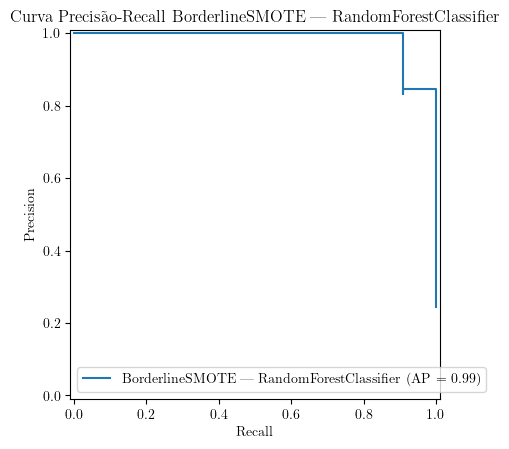 Curva Precisão-Recall BorderlineSMOTE — RandomForestClassifier
1.0
0.8
0.6
0.4
0.2
0.0
Precision
BorderlineSMOTE — RandomForestClassifier (AP = 0.99)
0.0 0.2 0.4 0.6 0.8 1.0
Recall